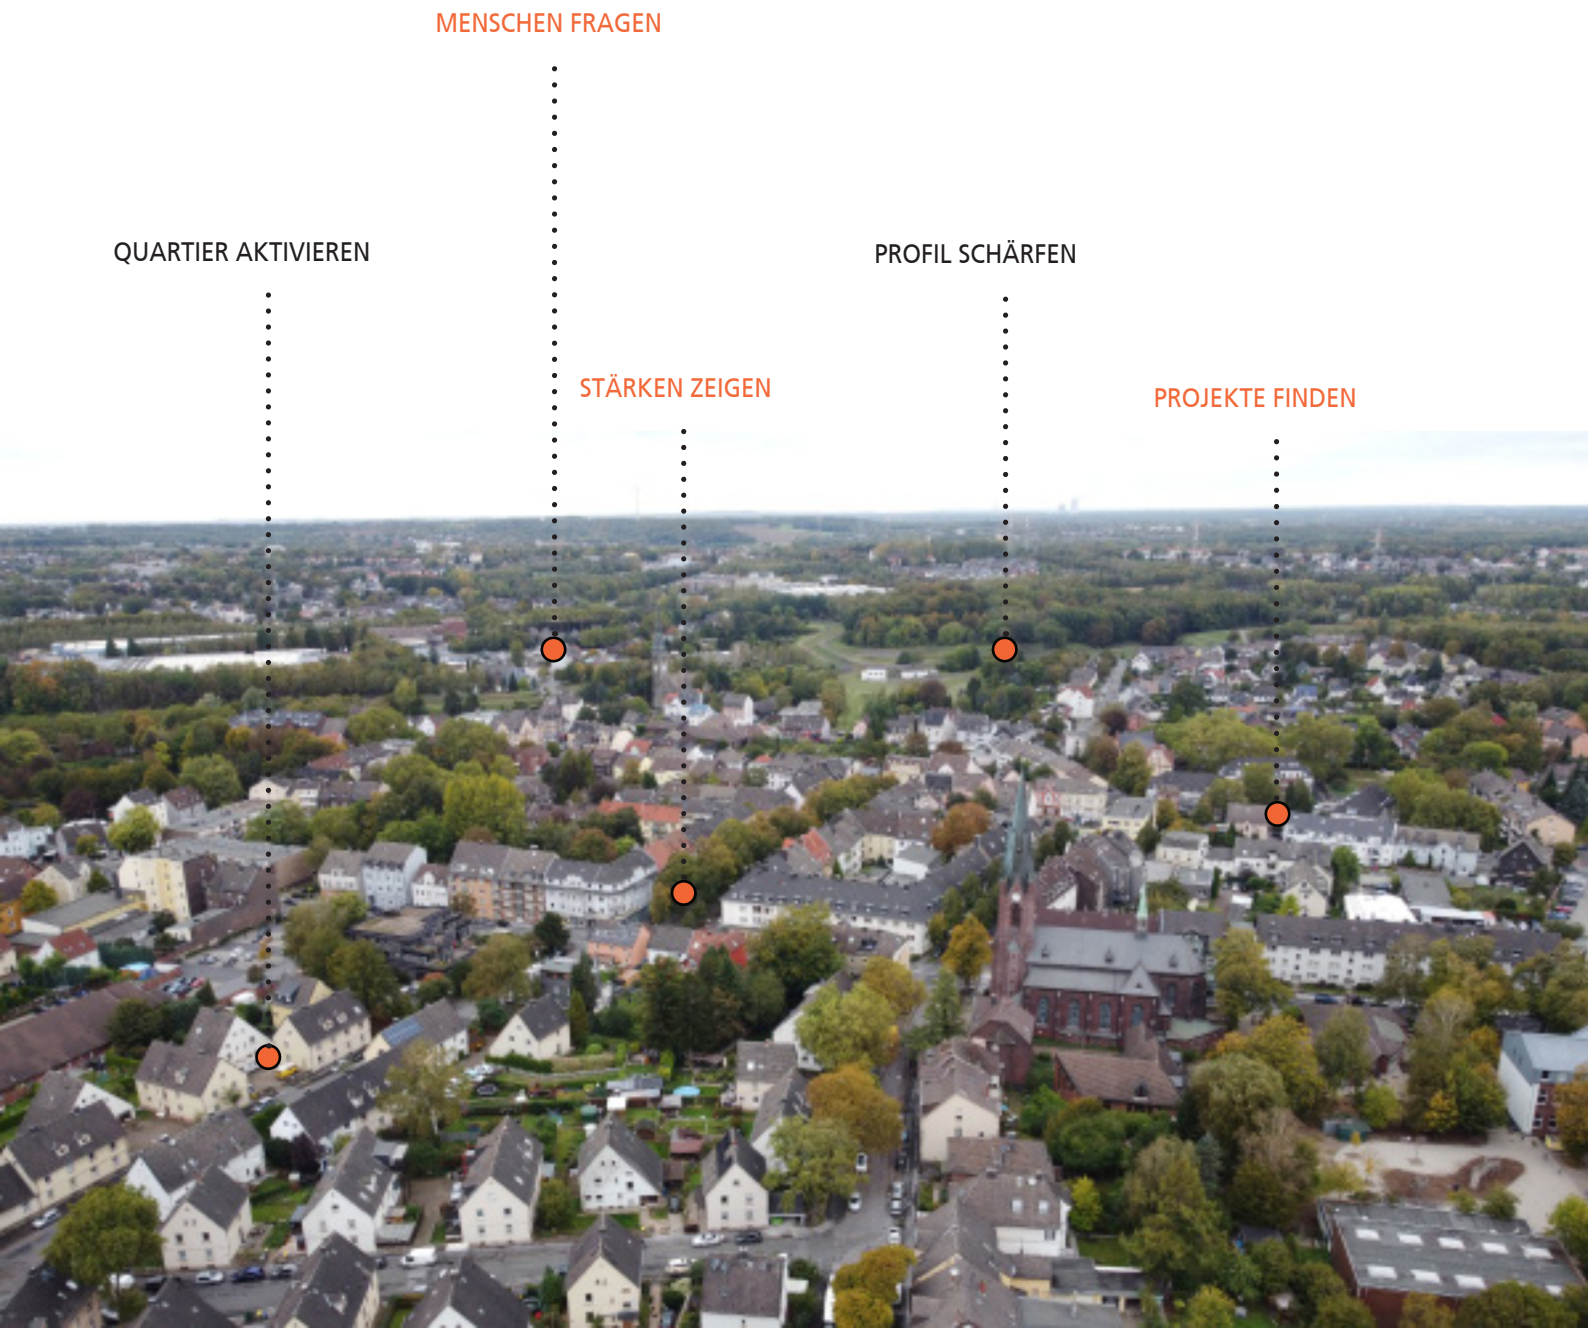 MENSCHEN FRAGEN
QUARTIER AKTIVIEREN
PROFIL SCHÄRFEN
STÄRKEN ZEIGEN
PROJEKTE FINDEN